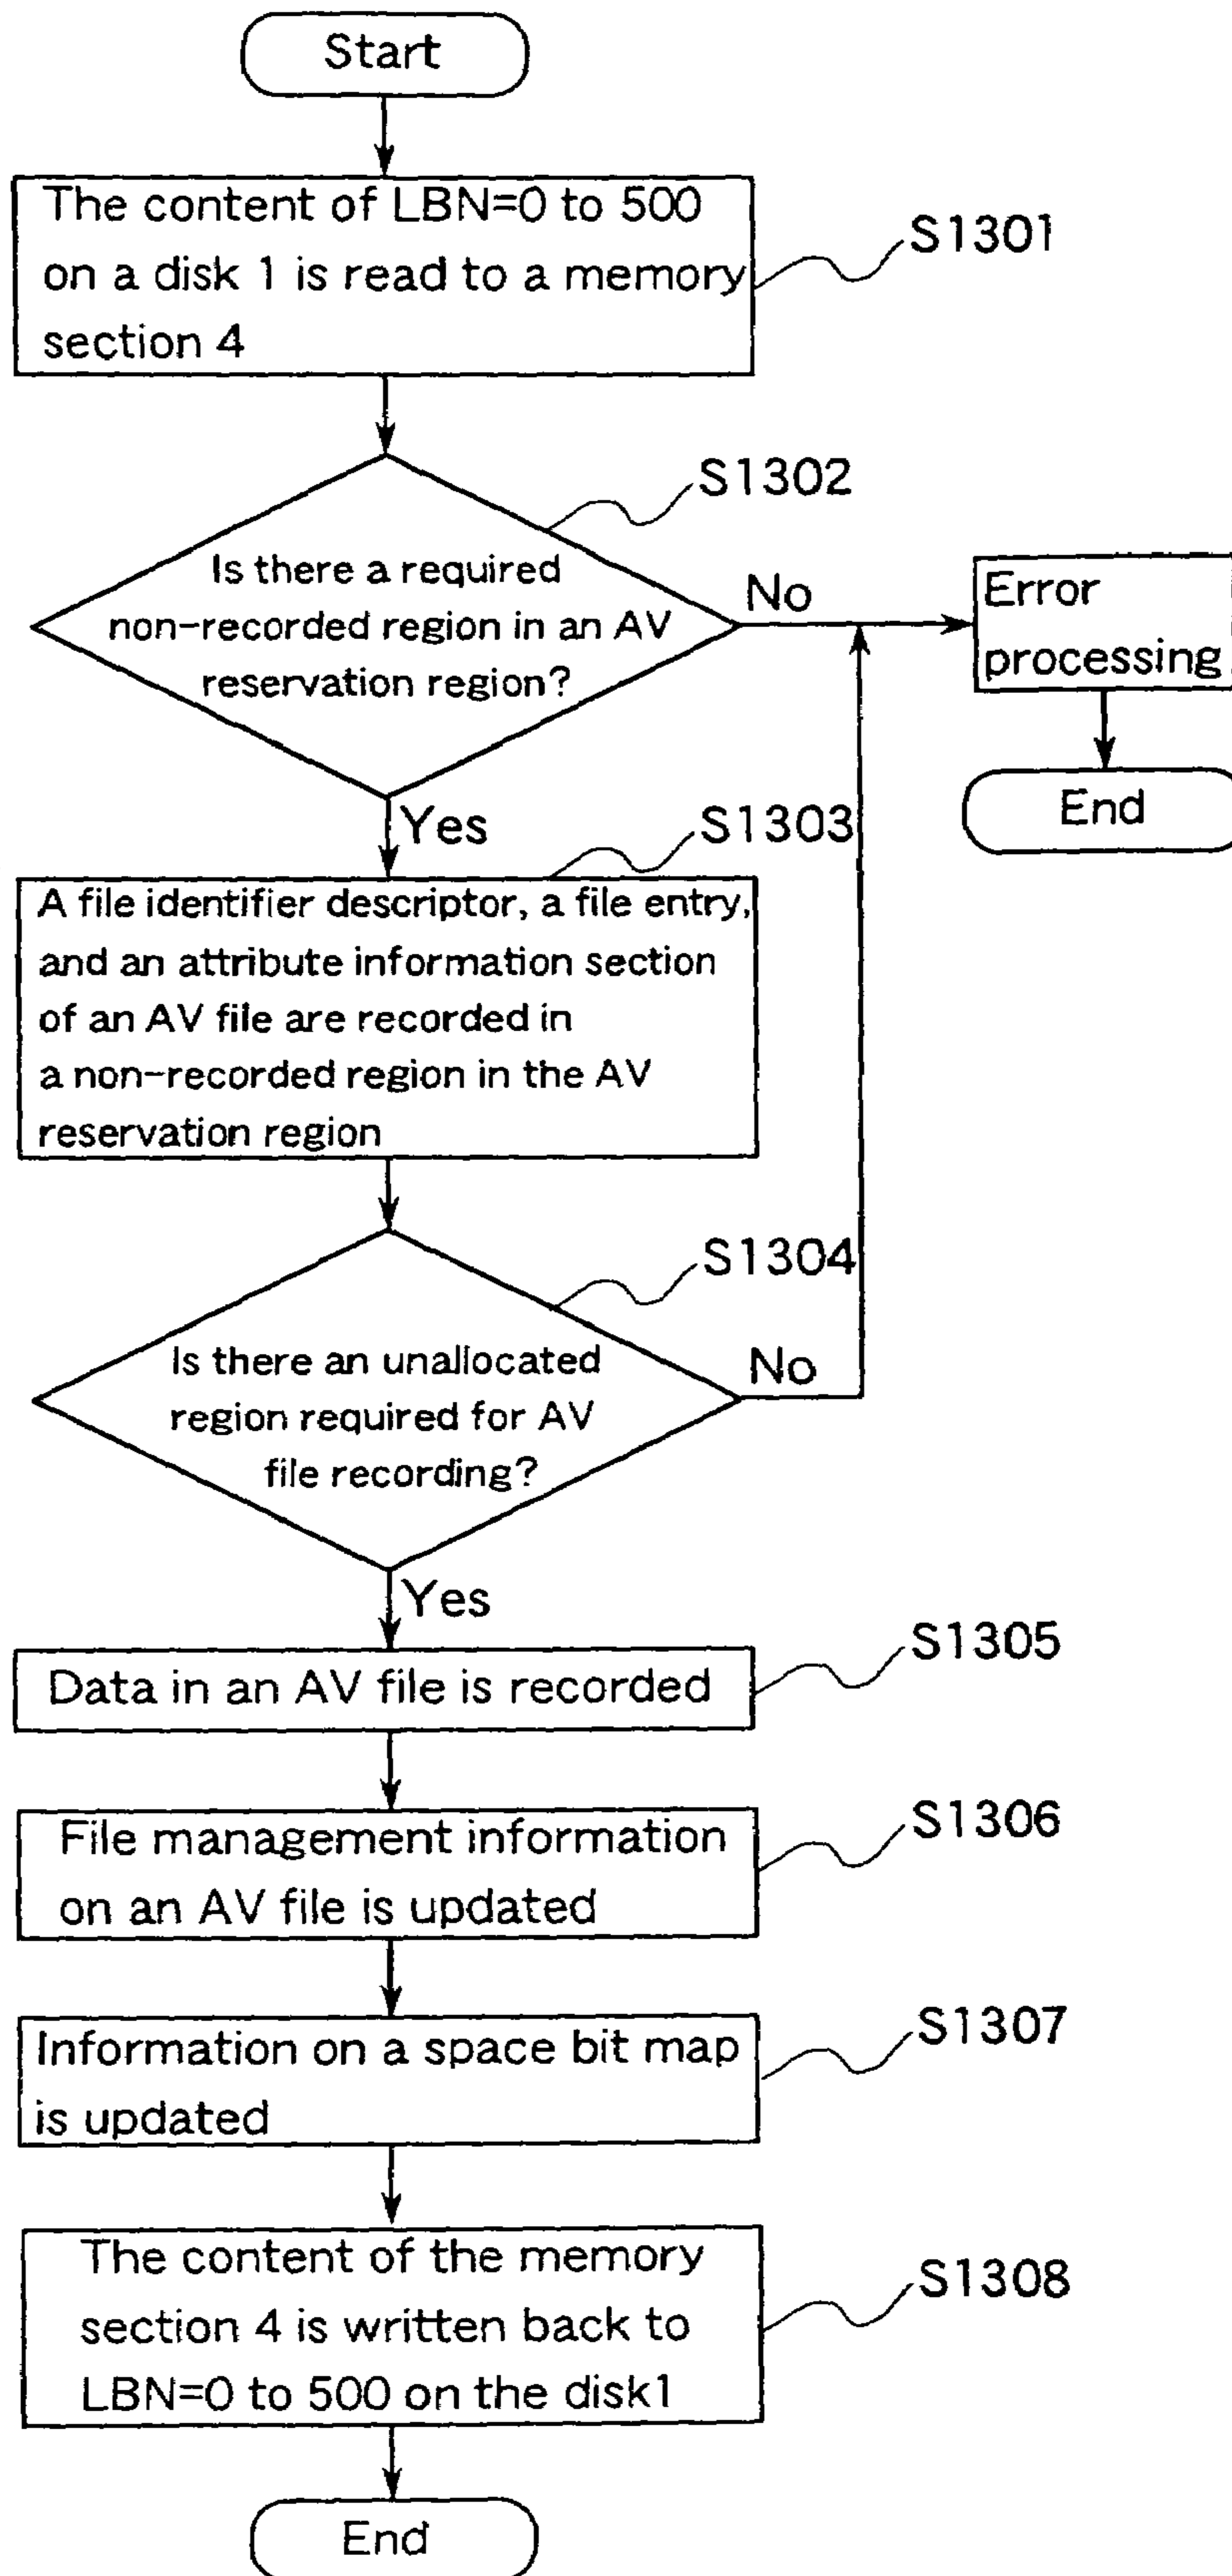 Start
The content of LBN=0 to 500
on a disk 1 is read to a memory
section 4
S1301
S1302
Is there a required
non-recorded region in an AV
reservation region?
No
Error
processing
End
Yes
S1303
A file identifier descriptor, a file entry,
and an attribute information section
of an AV file are recorded in
a non-recorded region in the AV
reservation region
S1304
Is there an unallocated
region required for AV
file recording?
No
Yes
S1305
Data in an AV file is recorded
S1306
File management information
on an AV file is updated
S1307
Information on a space bit map
is updated
The content of the memory
section 4 is written back to
LBN=0 to 500 on the disk1
S1308
End